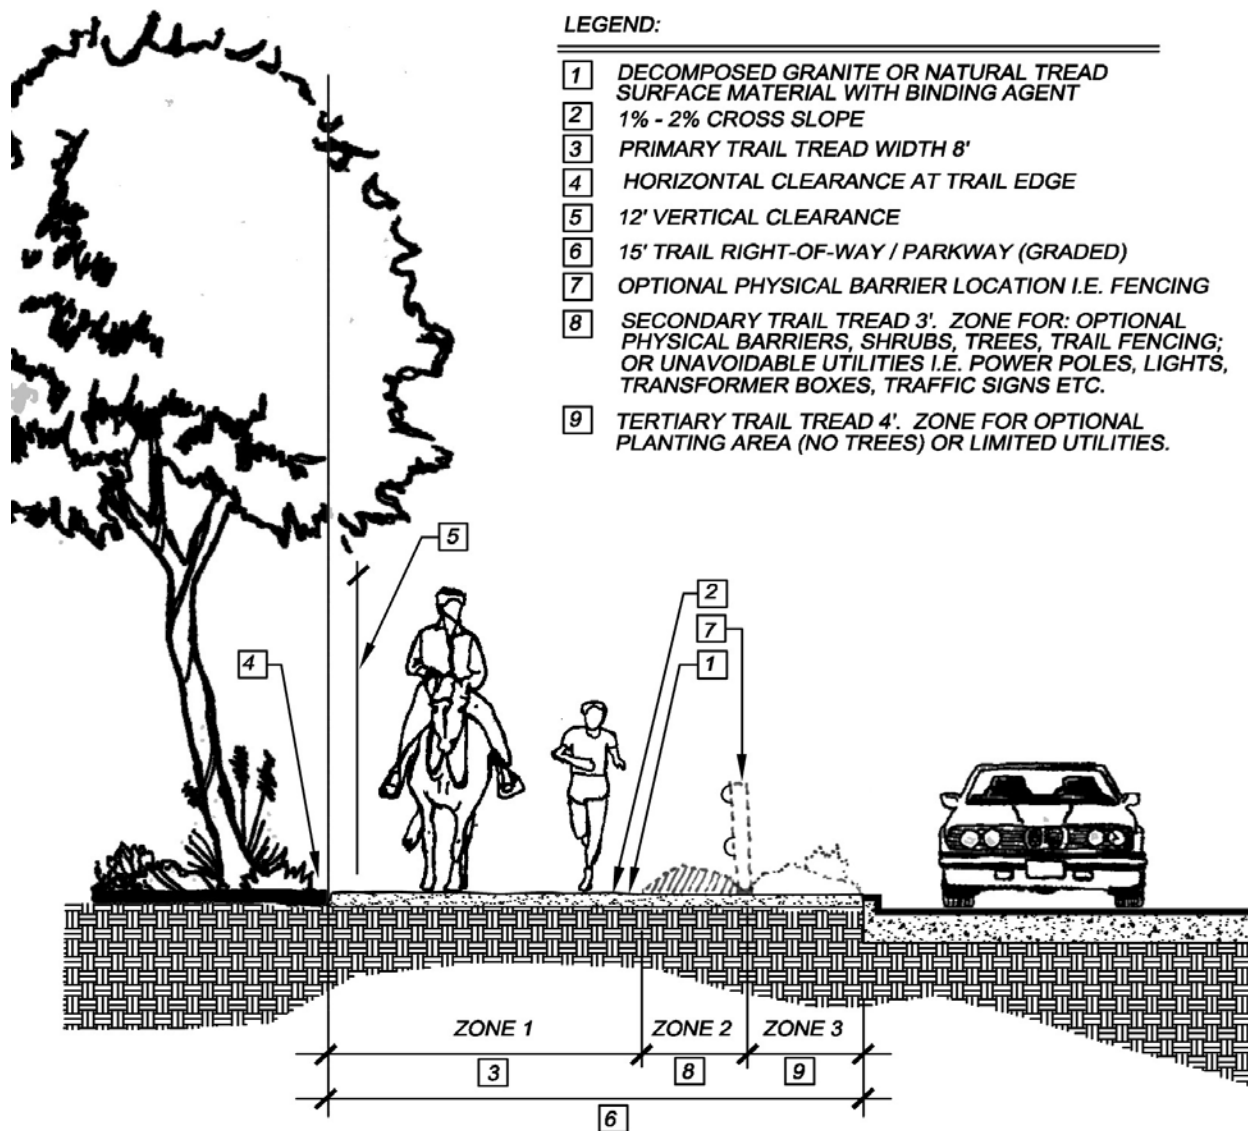 LEGEND:
1 DECOMPOSED GRANITE OR NATURAL TREAD
SURFACE MATERIAL WITH BINDING AGENT
2 1% - 2% CROSS SLOPE
3 PRIMARY TRAIL TREAD WIDTH 8'
4 HORIZONTAL CLEARANCE AT TRAIL EDGE
5 12' VERTICAL CLEARANCE
6 15' TRAIL RIGHT-OF-WAY / PARKWAY (GRADED)
7 OPTIONAL PHYSICAL BARRIER LOCATION I.E. FENCING
8 SECONDARY TRAIL TREAD 3'. ZONE FOR: OPTIONAL
PHYSICAL BARRIERS, SHRUBS, TREES, TRAIL FENCING;
OR UNAVOIDABLE UTILITIES I.E. POWER POLES, LIGHTS,
TRANSFORMER BOXES, TRAFFIC SIGNS ETC.
9 TERTIARY TRAIL TREAD 4'. ZONE FOR OPTIONAL
PLANTING AREA (NO TREES) OR LIMITED UTILITIES.
5
2
7
4
1
ZONE 1 ZONE 2 ZONE 3
3 8 9
6